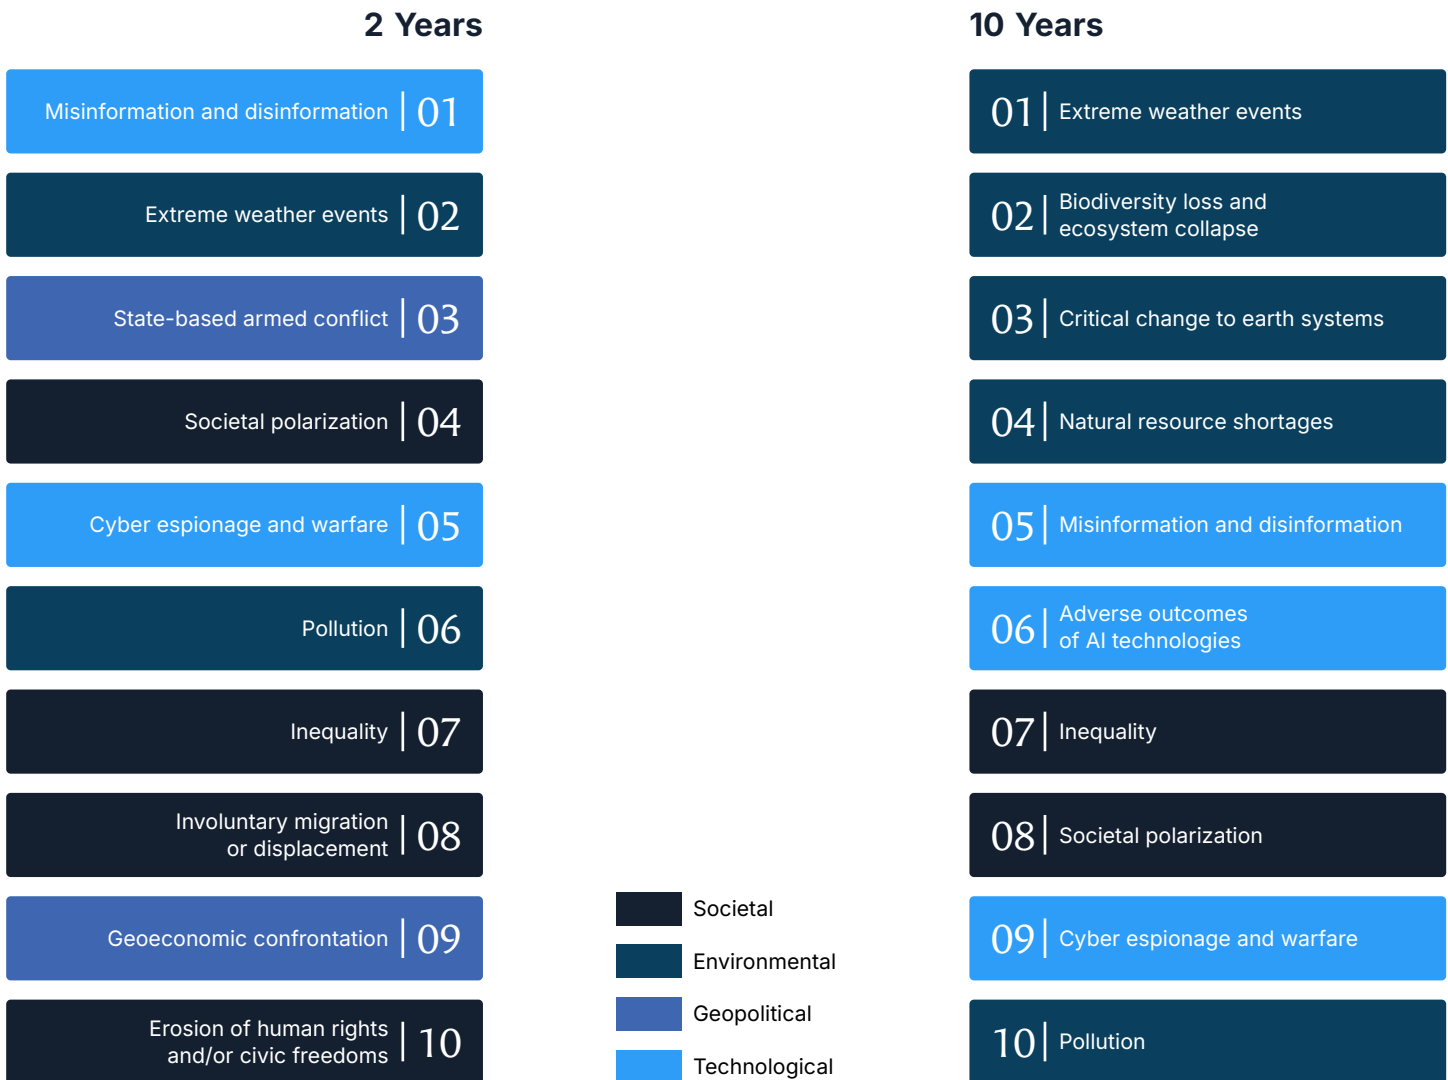 2 Years
Misinformation and disinformation | 01
Extreme weather events | 02
State-based armed conflict | 03
Societal polarization | 04
Cyber espionage and warfare | 05
Pollution | 06
Inequality | 07
Involuntary migration
or displacement | 08
Geoeconomic confrontation | 09
Erosion of human rights
and/or civic freedoms | 10
Societal
Environmental
Geopolitical
Technological
10 Years
01 | Extreme weather events
02 | Biodiversity loss and
ecosystem collapse
03 | Critical change to earth systems
04 | Natural resource shortages
05 | Misinformation and disinformation
06 | Adverse outcomes
of AI technologies
07 | Inequality
08 | Societal polarization
09 | Cyber espionage and warfare
10 | Pollution